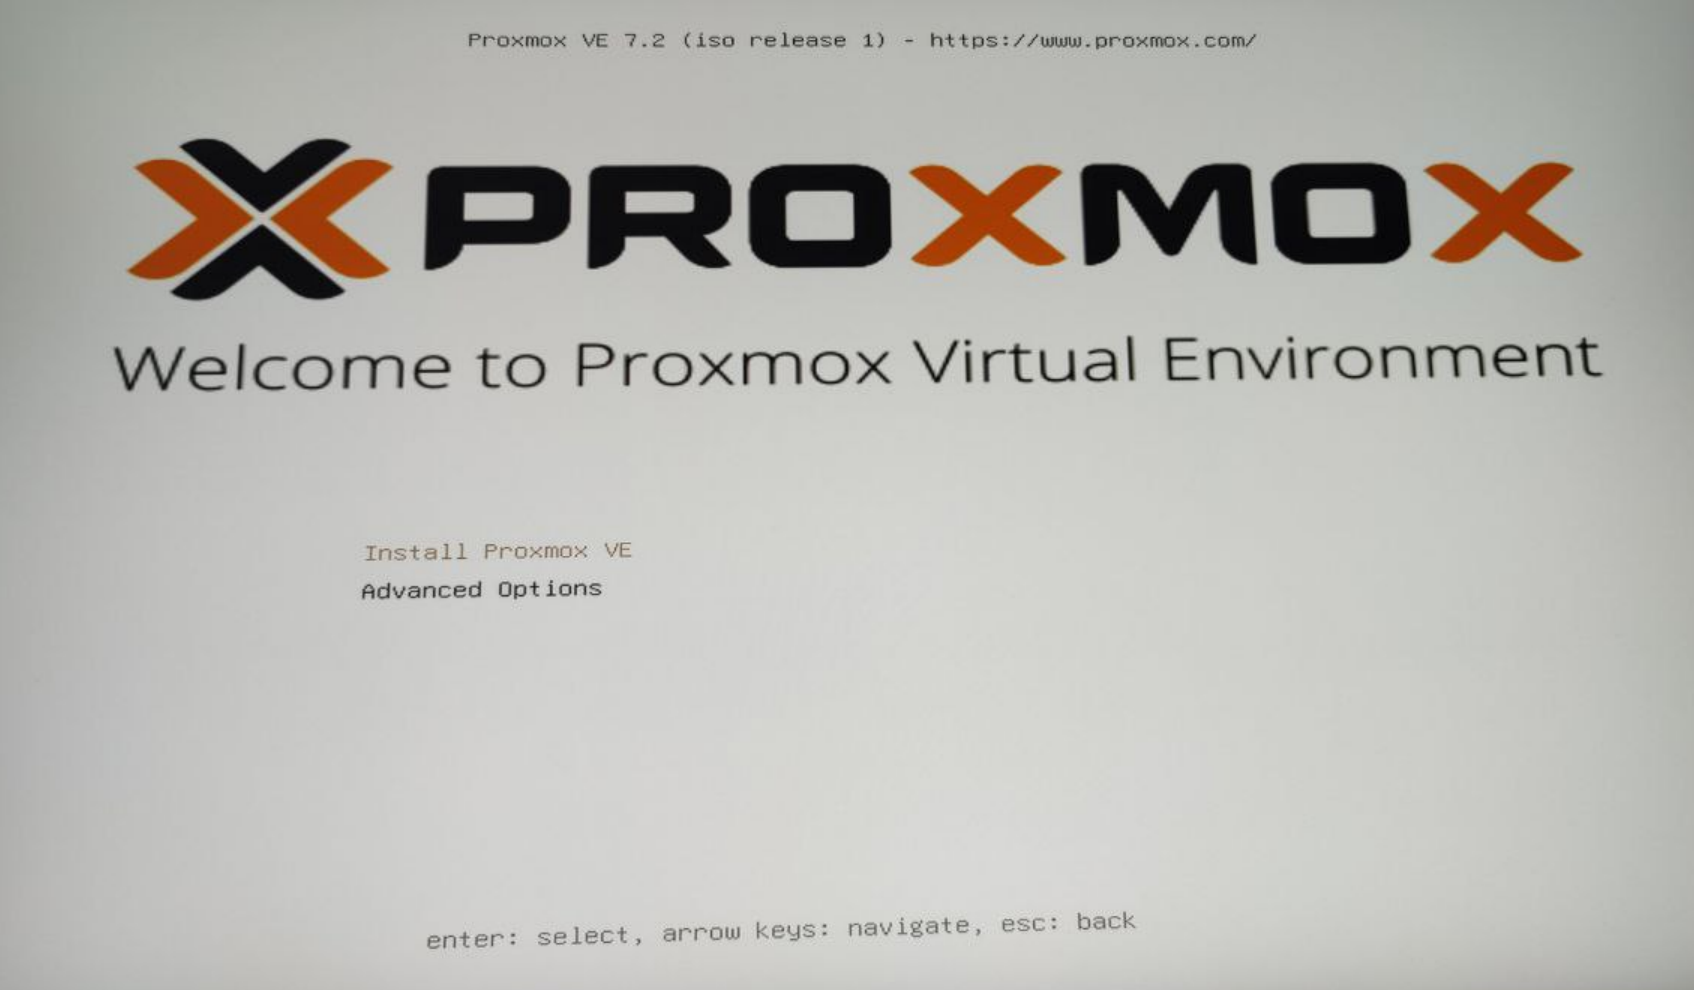 Proxmox VE 7.2 (iso release 1) - https://www.proxmox.com/
PROXMOX
Welcome to Proxmox Virtual Environment
Install Proxmox VE
Advanced Options
enter: select, arrow keys: navigate, esc: back